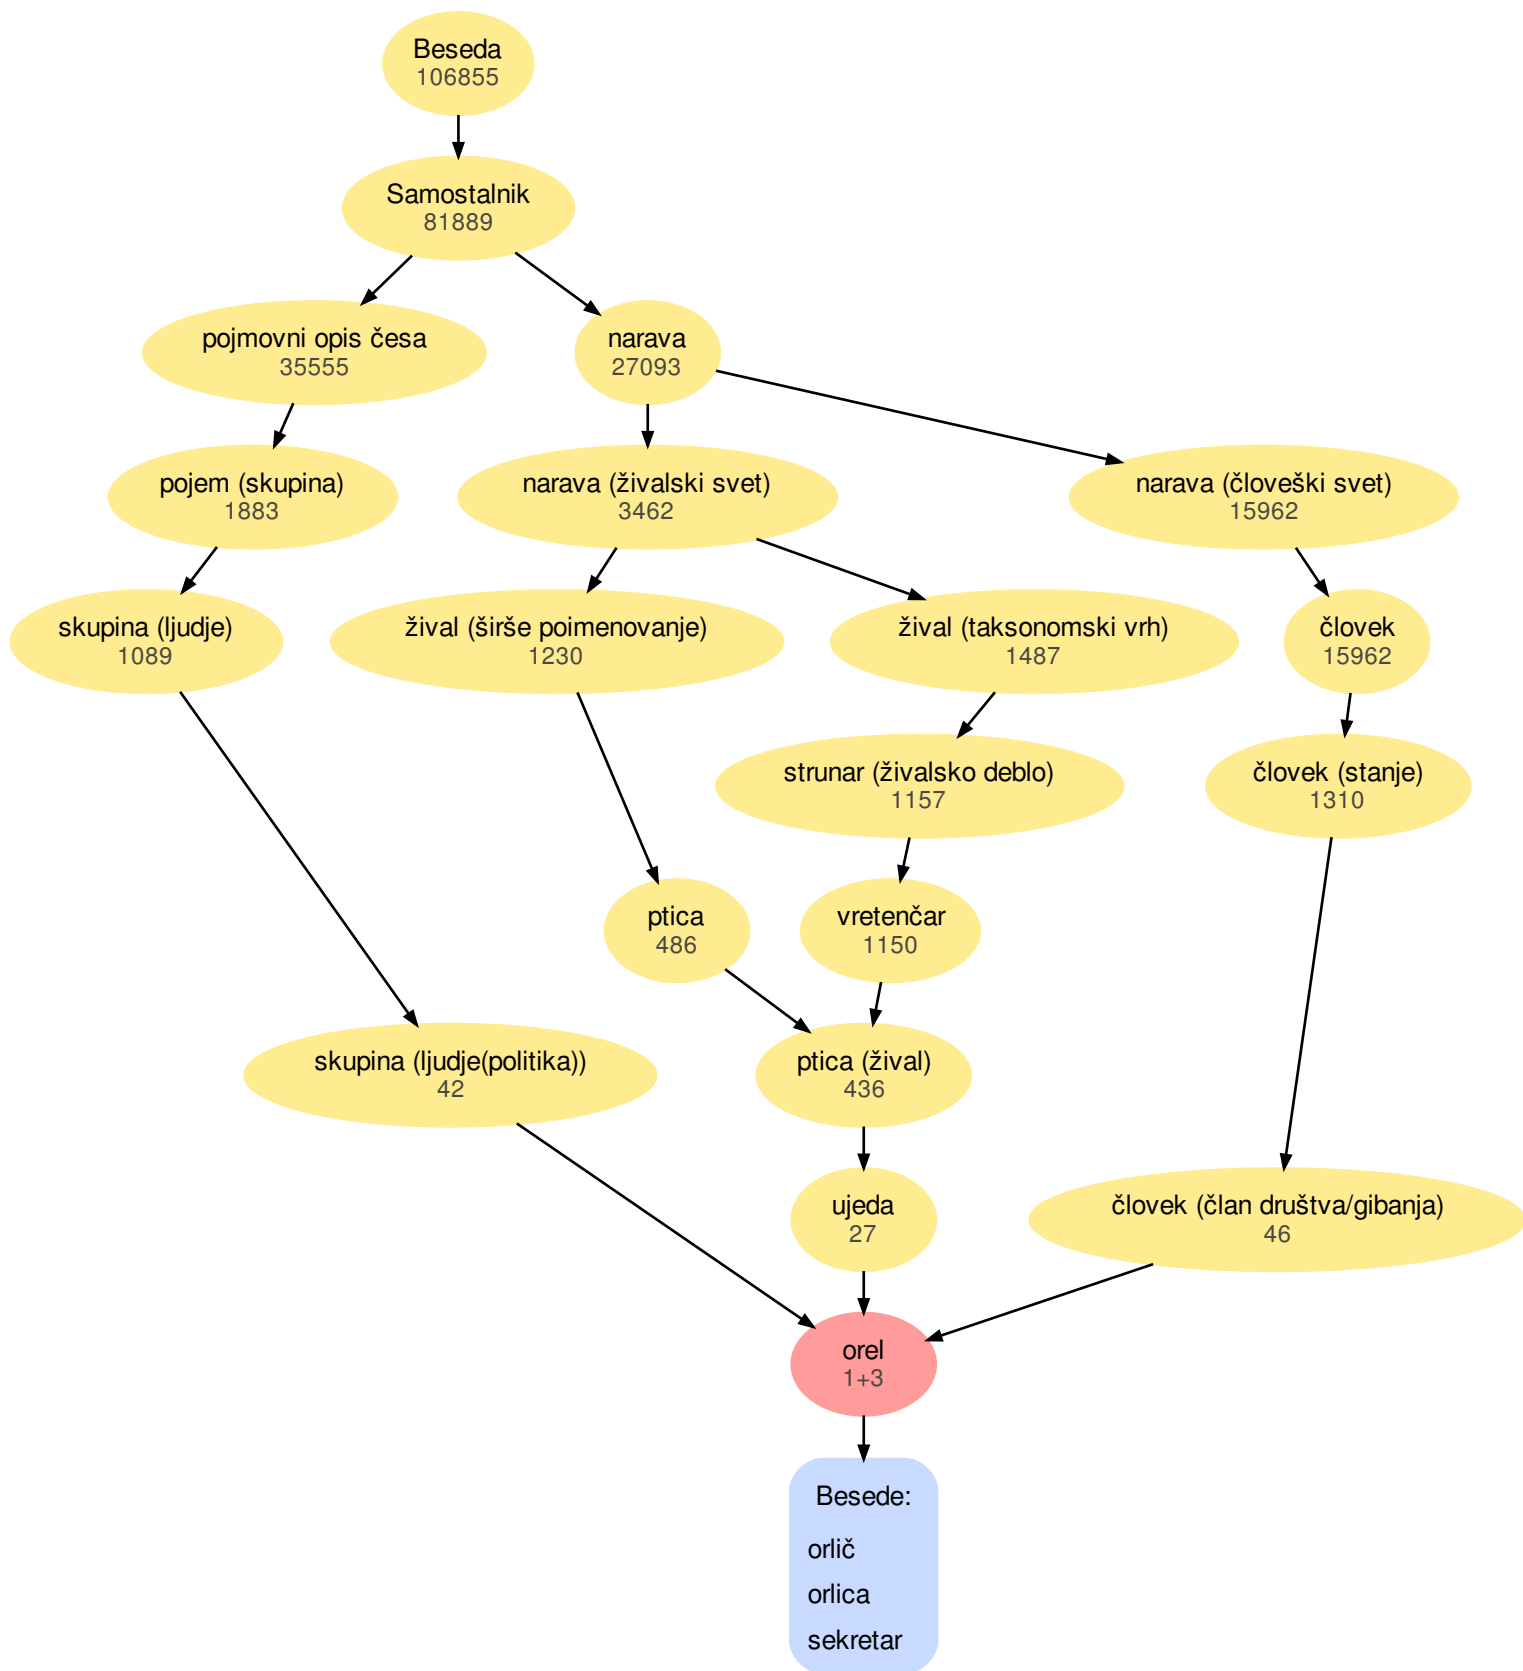 Beseda
106855
Samostalnik
81889
pojmovni opis česa
35555
narava
27093
pojem (skupina)
1883
narava (živalski svet)
3462
narava (človeški svet)
15962
skupina (ljudje)
1089
žival (širše poimenovanje)
1230
žival (taksonomski vrh)
1487
človek
15962
strunar (živalsko deblo)
1157
človek (stanje)
1310
ptica
486
vretenčar
1150
skupina (ljudje(politika))
42
ptica (žival)
436
ujeda
27
človek (član društva/gibanja)
46
orel
1+3
Besede:
orlič
orlica
sekretar